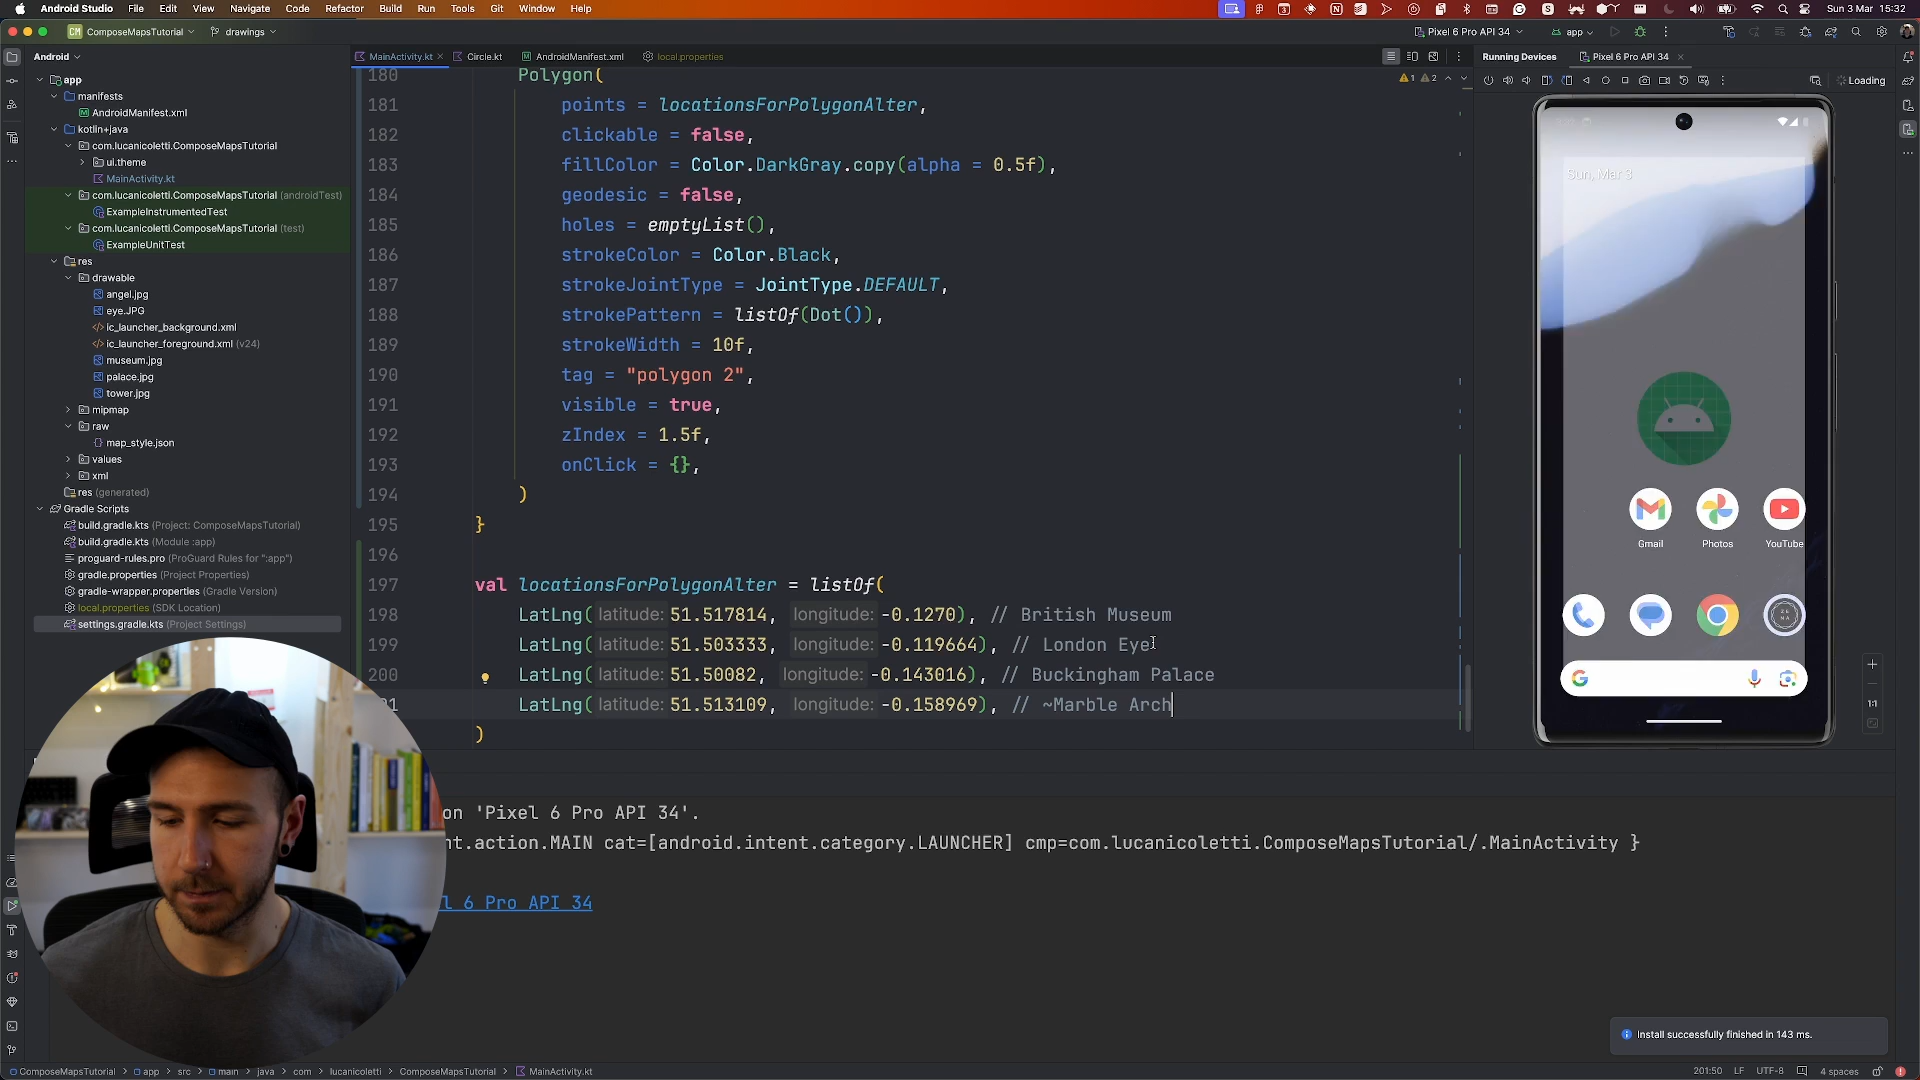 Android Studio File Edit View Navigate Code Refactor Build Run Tools Git Window Help
Sun 3 Mar 15:32
CM ComposeMapsTutorial drawings
Pixel 6 Pro API 34 app
Android
MainActivity.kt Circle.kt AndroidManifest.xml local.properties
Running Devices Pixel 6 Pro API 34
Loading
1 2
app
manifests
AndroidManifest.xml
kotlin+java
com.lucanicoletti.ComposeMapsTutorial
ui.theme
MainActivity.kt
com.lucanicoletti.ComposeMapsTutorial (androidTest)
ExampleInstrumentedTest
com.lucanicoletti.ComposeMapsTutorial (test)
ExampleUnitTest
res
drawable
angel.jpg
eye.JPG
ic_launcher_background.xml
ic_launcher_foreground.xml (v24)
museum.jpg
palace.jpg
tower.jpg
mipmap
raw
map_style.json
values
xml
res (generated)
Gradle Scripts
build.gradle.kts (Project: ComposeMapsTutorial)
build.gradle.kts (Module :app)
proguard-rules.pro (ProGuard Rules for ":app")
gradle.properties (Project Properties)
gradle-wrapper.properties (Gradle Version)
local.properties (SDK Location)
settings.gradle.kts (Project Settings)
180 Polygon(
181 points = locationsForPolygonAlter,
182 clickable = false,
183 fillColor = Color.DarkGray.copy(alpha = 0.5f),
184 geodesic = false,
185 holes = emptyList(),
186 strokeColor = Color.Black,
187 strokeJointType = JointType.DEFAULT,
188 strokePattern = listOf(Dot()),
189 strokeWidth = 10f,
190 tag = "polygon 2",
191 visible = true,
192 zIndex = 1.5f,
193 onClick = {},
194 )
195 }
196
197 val locationsForPolygonAlter = listOf(
198 LatLng( latitude: 51.517814, longitude: -0.1270), // British Museum
199 LatLng( latitude: 51.503333, longitude: -0.119664), // London Eye
200 LatLng( latitude: 51.50082, longitude: -0.143016), // Buckingham Palace
01 LatLng( latitude: 51.513109, longitude: -0.158969), // ~Marble Arch
)
on 'Pixel 6 Pro API 34'.
nt.action.MAIN cat=[android.intent.category.LAUNCHER] cmp=com.lucanicoletti.ComposeMapsTutorial/.MainActivity }
l 6 Pro API 34
Sun, Mar 3
Gmail Photos YouTube
1:1
Install successfully finished in 143 ms.
ComposeMapsTutorial app src main java com lucanicoletti ComposeMapsTutorial MainActivity.kt
201:50 LF UTF-8 4 spaces